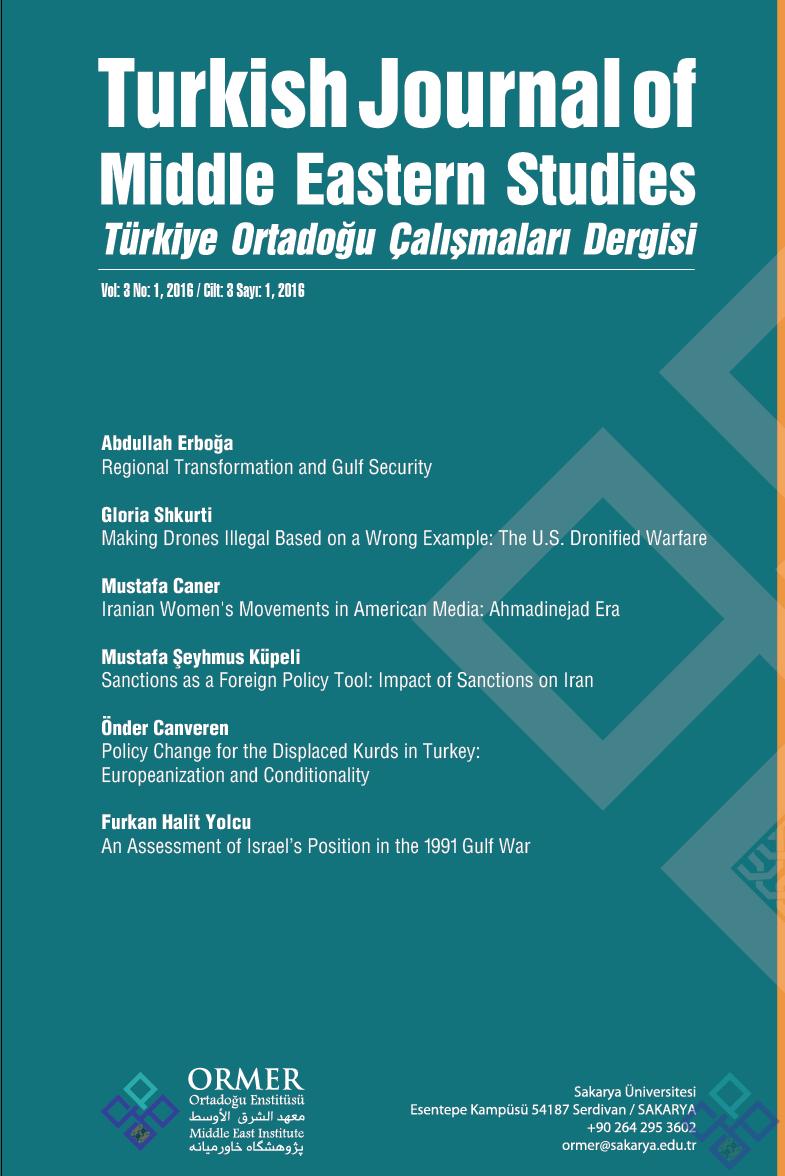 Turkish Journal of
Middle Eastern Studies
Türkiye Ortadoğu Çalışmaları Dergisi
Vol: 3 No: 1, 2016 / Cilt: 3 Sayı: 1, 2016
Abdullah Erboğa
Regional Transformation and Gulf Security
Gloria Shkurti
Making Drones Illegal Based on a Wrong Example: The U.S. Dronified Warfare
Mustafa Caner
Iranian Women's Movements in American Media: Ahmadinejad Era
Mustafa Şeyhmus Küpeli
Sanctions as a Foreign Policy Tool: Impact of Sanctions on Iran
Önder Canveren
Policy Change for the Displaced Kurds in Turkey:
Europeanization and Conditionality
Furkan Halit Yolcu
An Assessment of Israel’s Position in the 1991 Gulf War
ORMER
Ortadoğu Enstitüsü
معهد الشرق الأوسط
Middle East Institute
پژوهشگاه خاورمیانه
Sakarya Üniversitesi
Esentepe Kampüsü 54187 Serdivan / SAKARYA
+90 264 295 3602
ormer@sakarya.edu.tr